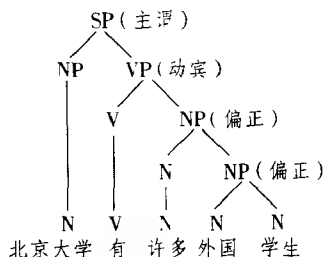 SP(主谓)
NP VP(动宾)
V NP(偏正)
N NP(偏正)
N V N N N
北京大学 有 许多 外国 学生